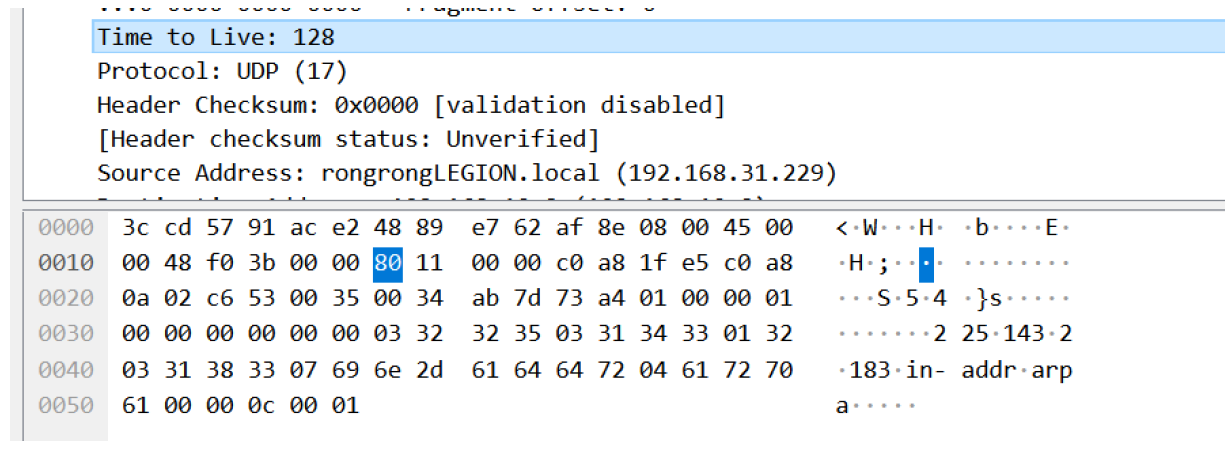 Time to Live: 128
Protocol: UDP (17)
Header Checksum: 0x0000 [validation disabled]
[Header checksum status: Unverified]
Source Address: rongrongLEGION.local (192.168.31.229)
0000 3c cd 57 91 ac e2 48 89 e7 62 af 8e 08 00 45 00 <·W···H· ·b····E·
0010 00 48 f0 3b 00 00 80 11 00 00 c0 a8 1f e5 c0 a8 ·H·;···· ········
0020 0a 02 c6 53 00 35 00 34 ab 7d 73 a4 01 00 00 01 ···S·5·4 ·}s·····
0030 00 00 00 00 00 00 03 32 32 35 03 31 34 33 01 32 ·······2 25·143·2
0040 03 31 38 33 07 69 6e 2d 61 64 64 72 04 61 72 70 ·183·in- addr·arp
0050 61 00 00 0c 00 01 a·····